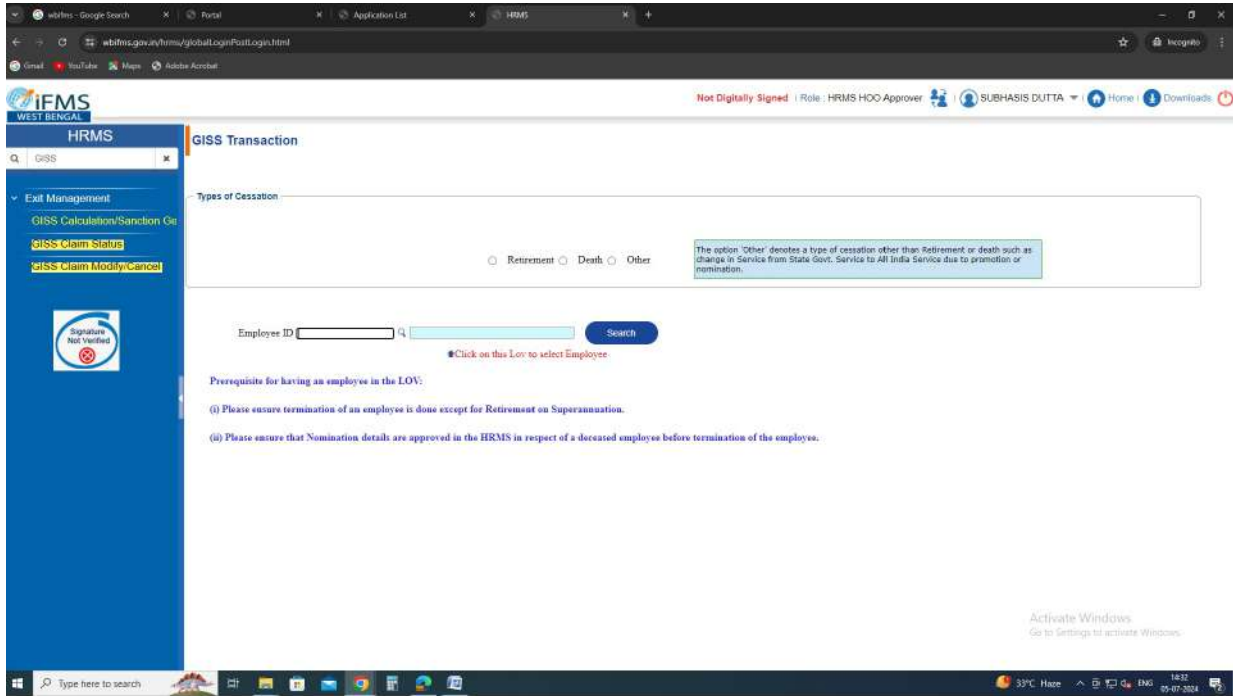 wbifms - Google Search
Portal
Application List
HRMS
wbifms.gov.in/hrms/globalLoginPostLogin.html
Incognito
Gmail
YouTube
Maps
Adobe Acrobat
iFMS
WEST BENGAL
Not Digitally Signed | Role : HRMS HOO Approver | SUBHASIS DUTTA | Home | Downloads
HRMS
GISS Transaction
GISS
Exit Management
Types of Cessation
GISS Calculation/Sanction Ge
GISS Claim Status
GISS Claim Modify/Cancel
Retirement Death Other
The option 'Other' denotes a type of cessation other than Retirement or death such as
change in Service from State Govt. Service to All India Service due to promotion or
nomination.
Signature
Not Verified
Employee ID
Search
Click on this Lov to select Employee
Prerequisite for having an employee in the LOV:
(i) Please ensure termination of an employee is done except for Retirement on Superannuation.
(ii) Please ensure that Nomination details are approved in the HRMS in respect of a deceased employee before termination of the employee.
Activate Windows
Go to Settings to activate Windows.
Type here to search
33°C Haze
ENG
14:32
05-07-2024